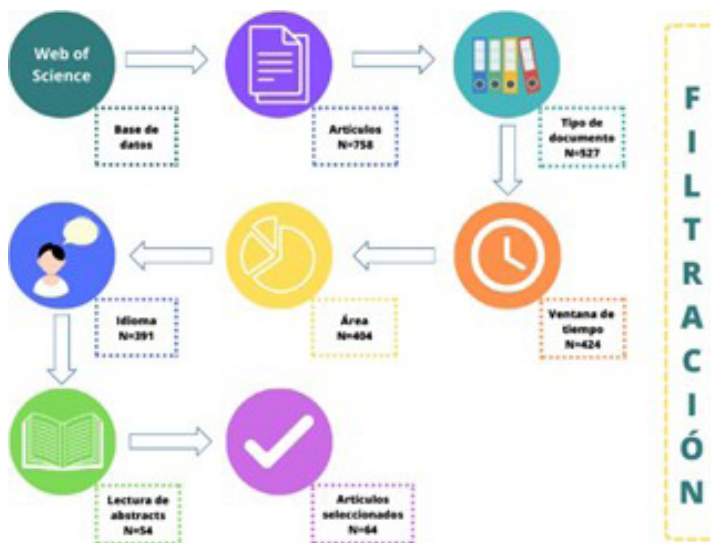 Web of
Science
Base de
datos
Artículos
N=758
Tipo de
documento
N=527
Ventana de
tiempo
N=424
Área
N=404
Idioma
N=391
Lectura de
abstracts
N=54
Artículos
seleccionados
N=64
FILTRACIÓN